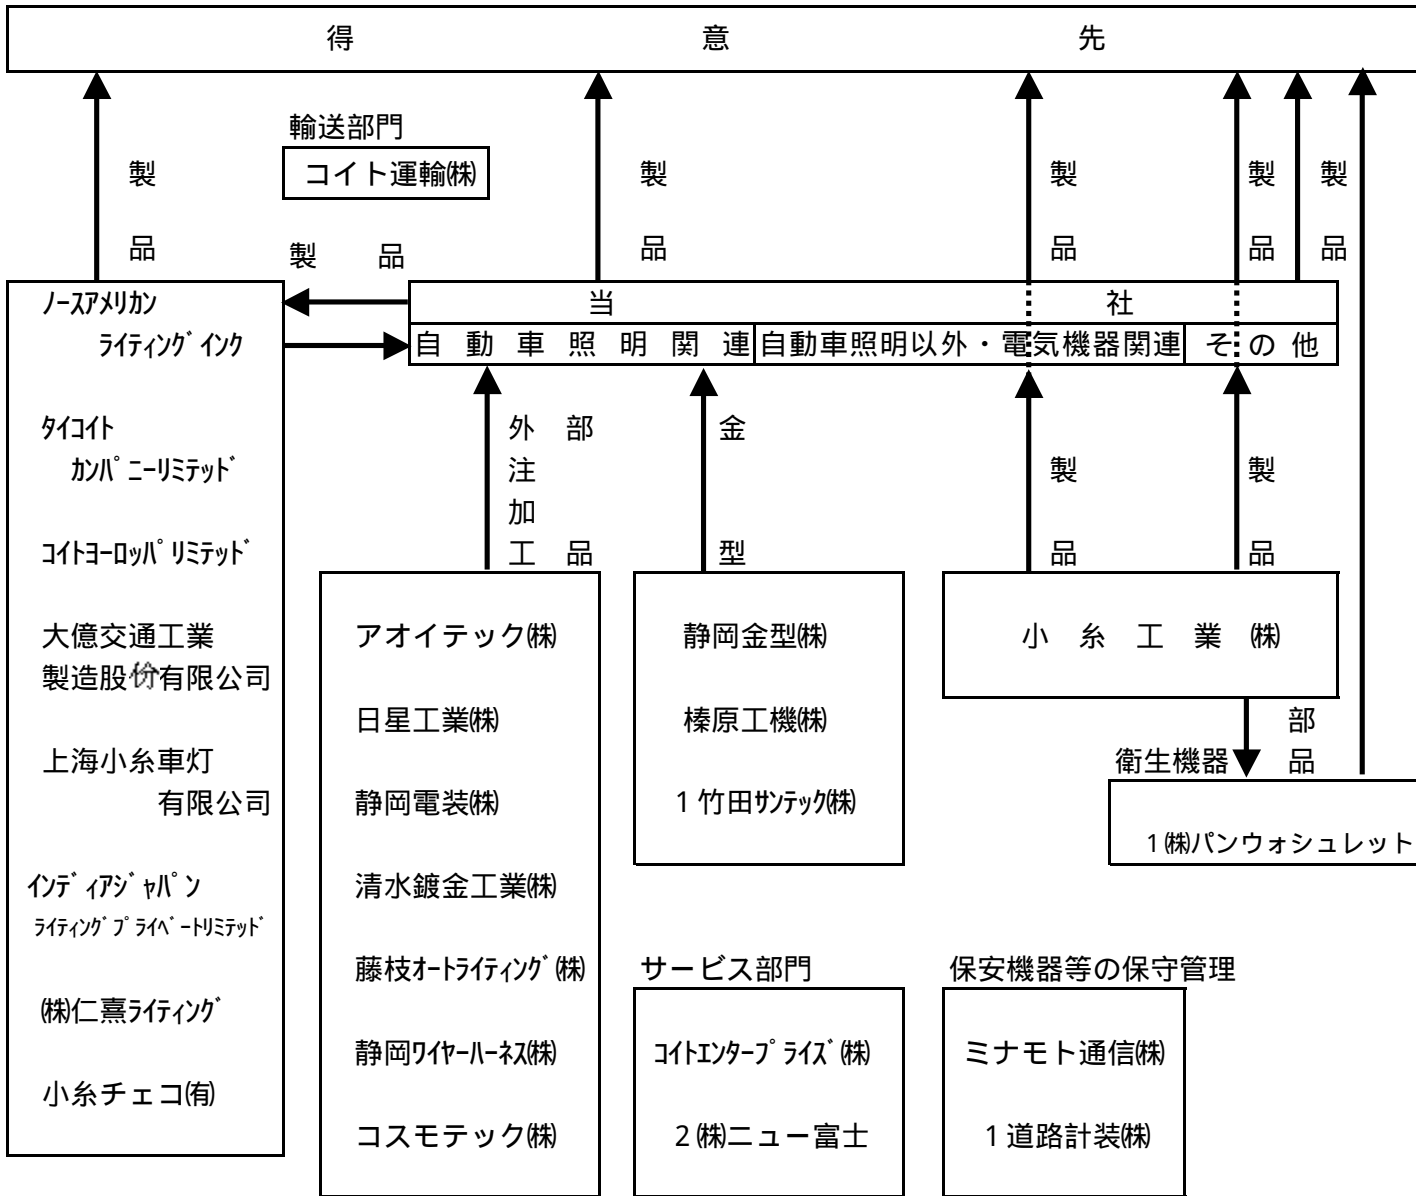 得意先
輸送部門
コイト運輸㈱
製品
製品
製品
製品
製品
製品
当社
自動車照明関連
自動車照明以外・電気機器関連
その他
ﾉｰｽｱﾒﾘｶﾝ
ﾗｲﾃｨﾝｸﾞｲﾝｸ
ﾀｲｺｲﾄ
ｶﾝﾊﾟﾆｰﾘﾐﾃｯﾄﾞ
ｺｲﾄﾖｰﾛｯﾊﾟﾘﾐﾃｯﾄﾞ
大億交通工業
製造股份有限公司
上海小糸車灯
有限公司
ｲﾝﾃﾞｨｱｼﾞｬﾊﾟﾝ
ﾗｲﾃｨﾝｸﾞﾌﾟﾗｲﾍﾞｰﾄﾘﾐﾃｯﾄﾞ
㈱仁熹ﾗｲﾃｨﾝｸﾞ
小糸チェコ㈲
外注加工
部品
金型
製品
製品
アオイテック㈱
日星工業㈱
静岡電装㈱
清水鍍金工業㈱
藤枝ｵｰﾄﾗｲﾃｨﾝｸﾞ㈱
静岡ﾜｲﾔｰﾊｰﾈｽ㈱
コスモテック㈱
静岡金型㈱
榛原工機㈱
1竹田ｻﾝﾃｯｸ㈱
小糸工業㈱
部品
衛生機器
1㈱パンウォシュレット
サービス部門
ｺｲﾄｴﾝﾀｰﾌﾟﾗｲｽﾞ㈱
2㈱ニュー富士
保安機器等の保守管理
ミナモト通信㈱
1道路計装㈱